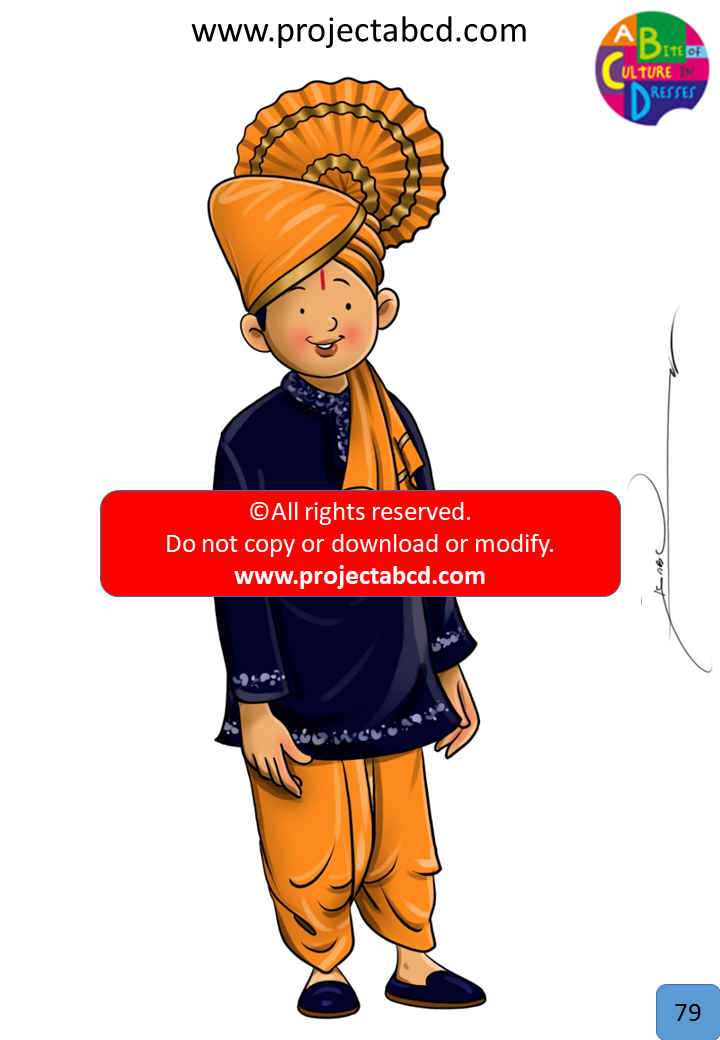 www.projectabcd.com
A BITE OF
CULTURE IN
DRESSES
©All rights reserved.
Do not copy or download or modify.
www.projectabcd.com
79